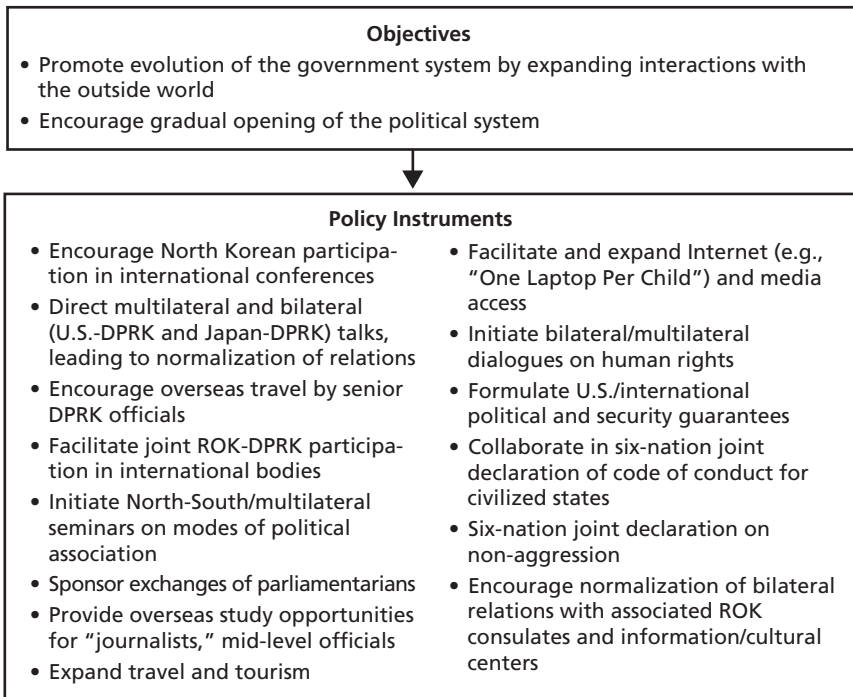 Objectives
• Promote evolution of the government system by expanding interactions with
the outside world
• Encourage gradual opening of the political system
Policy Instruments
• Encourage North Korean participa-
tion in international conferences
• Direct multilateral and bilateral
(U.S.-DPRK and Japan-DPRK) talks,
leading to normalization of relations
• Encourage overseas travel by senior
DPRK officials
• Facilitate joint ROK-DPRK participa-
tion in international bodies
• Initiate North-South/multilateral
seminars on modes of political
association
• Sponsor exchanges of parliamentarians
• Provide overseas study opportunities
for “journalists,” mid-level officials
• Expand travel and tourism
• Facilitate and expand Internet (e.g.,
“One Laptop Per Child”) and media
access
• Initiate bilateral/multilateral
dialogues on human rights
• Formulate U.S./international
political and security guarantees
• Collaborate in six-nation joint
declaration of code of conduct for
civilized states
• Six-nation joint declaration on
non-aggression
• Encourage normalization of bilateral
relations with associated ROK
consulates and information/cultural
centers